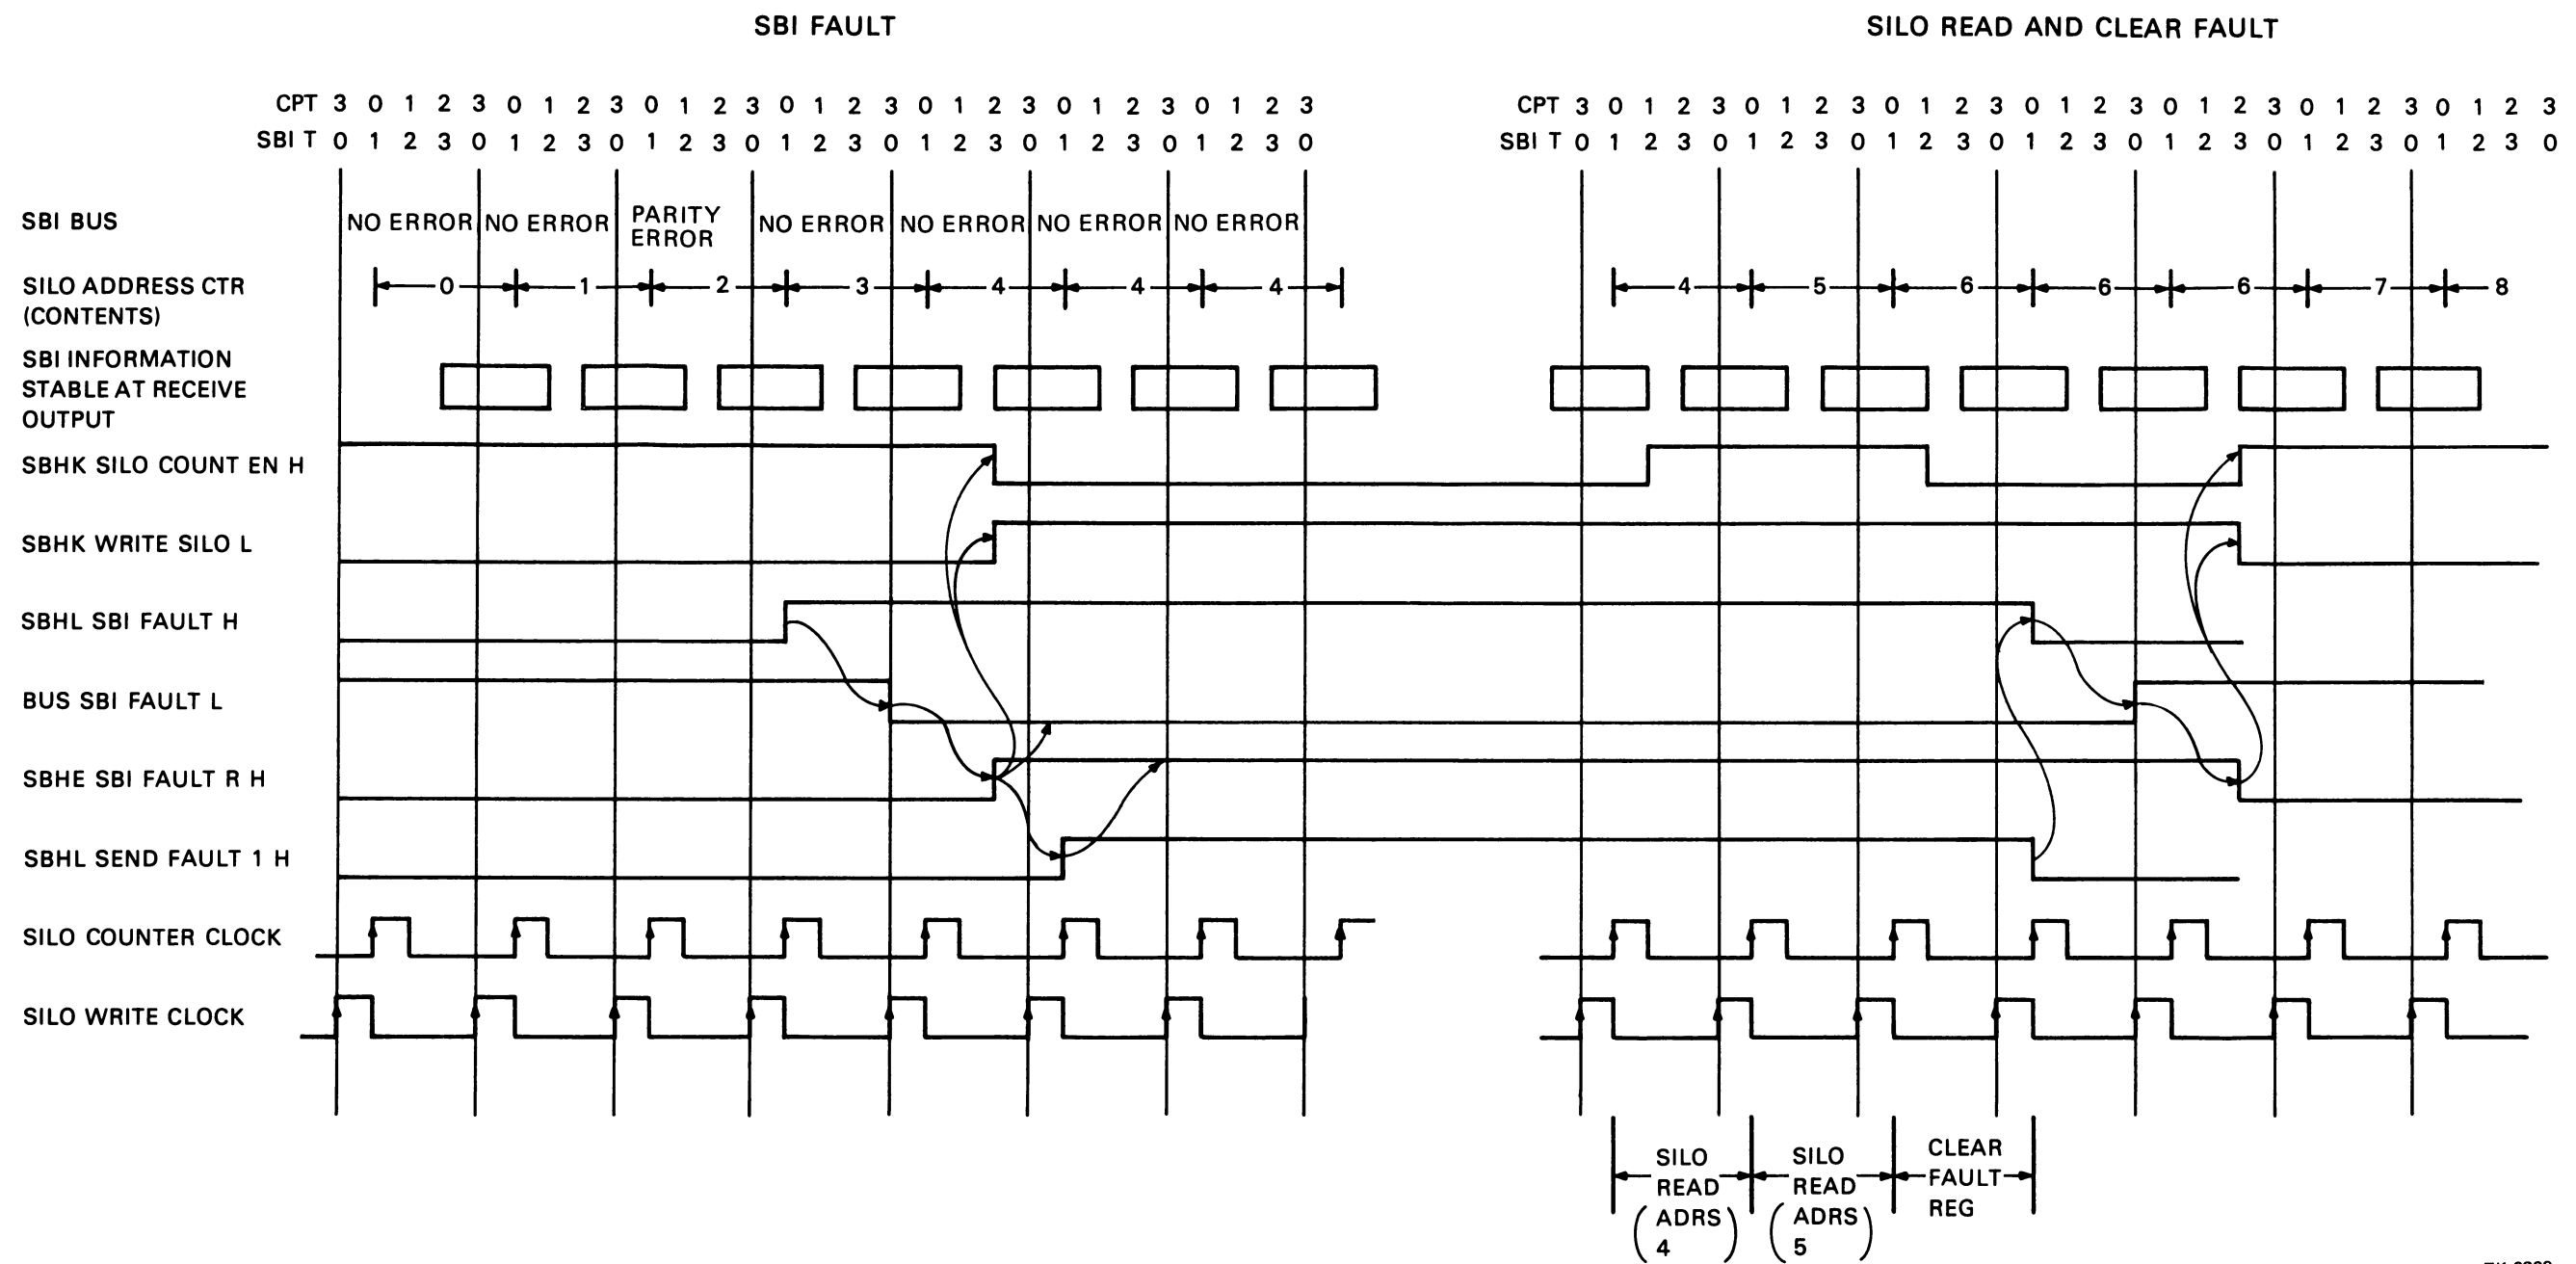 SBI FAULT
SILO READ AND CLEAR FAULT
CPT 3 0 1 2 3 0 1 2 3 0 1 2 3 0 1 2 3 0 1 2 3 0 1 2 3 0 1 2 3
CPT 3 0 1 2 3 0 1 2 3 0 1 2 3 0 1 2 3 0 1 2 3 0 1 2 3 0 1 2 3
SBI T 0 1 2 3 0 1 2 3 0 1 2 3 0 1 2 3 0 1 2 3 0 1 2 3 0 1 2 3 0
SBI T 0 1 2 3 0 1 2 3 0 1 2 3 0 1 2 3 0 1 2 3 0 1 2 3 0 1 2 3 0
SBI BUS
NO ERROR
NO ERROR
PARITY
ERROR
NO ERROR
NO ERROR
NO ERROR
NO ERROR
SILO ADDRESS CTR
(CONTENTS)
0 1 2 3 4 4 4
4 5 6 6 6 7 8
SBI INFORMATION
STABLE AT RECEIVE
OUTPUT
SBHK SILO COUNT EN H
SBHK WRITE SILO L
SBHL SBI FAULT H
BUS SBI FAULT L
SBHE SBI FAULT R H
SBHL SEND FAULT 1 H
SILO COUNTER CLOCK
SILO WRITE CLOCK
SILO
READ
(ADRS
4)
SILO
READ
(ADRS
5)
CLEAR
FAULT
REG